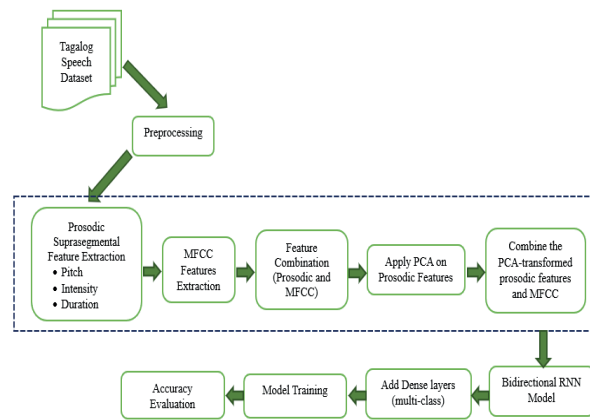 Tagalog
Speech
Dataset
Preprocessing
Prosodic
Suprasegmental
Feature Extraction
• Pitch
• Intensity
• Duration
MFCC
Features
Extraction
Feature
Combination
(Prosodic and
MFCC)
Apply PCA on
Prosodic Features
Combine the
PCA-transformed
prosodic features
and MFCC
Bidirectional RNN
Model
Add Dense layers
(multi-class)
Model Training
Accuracy
Evaluation